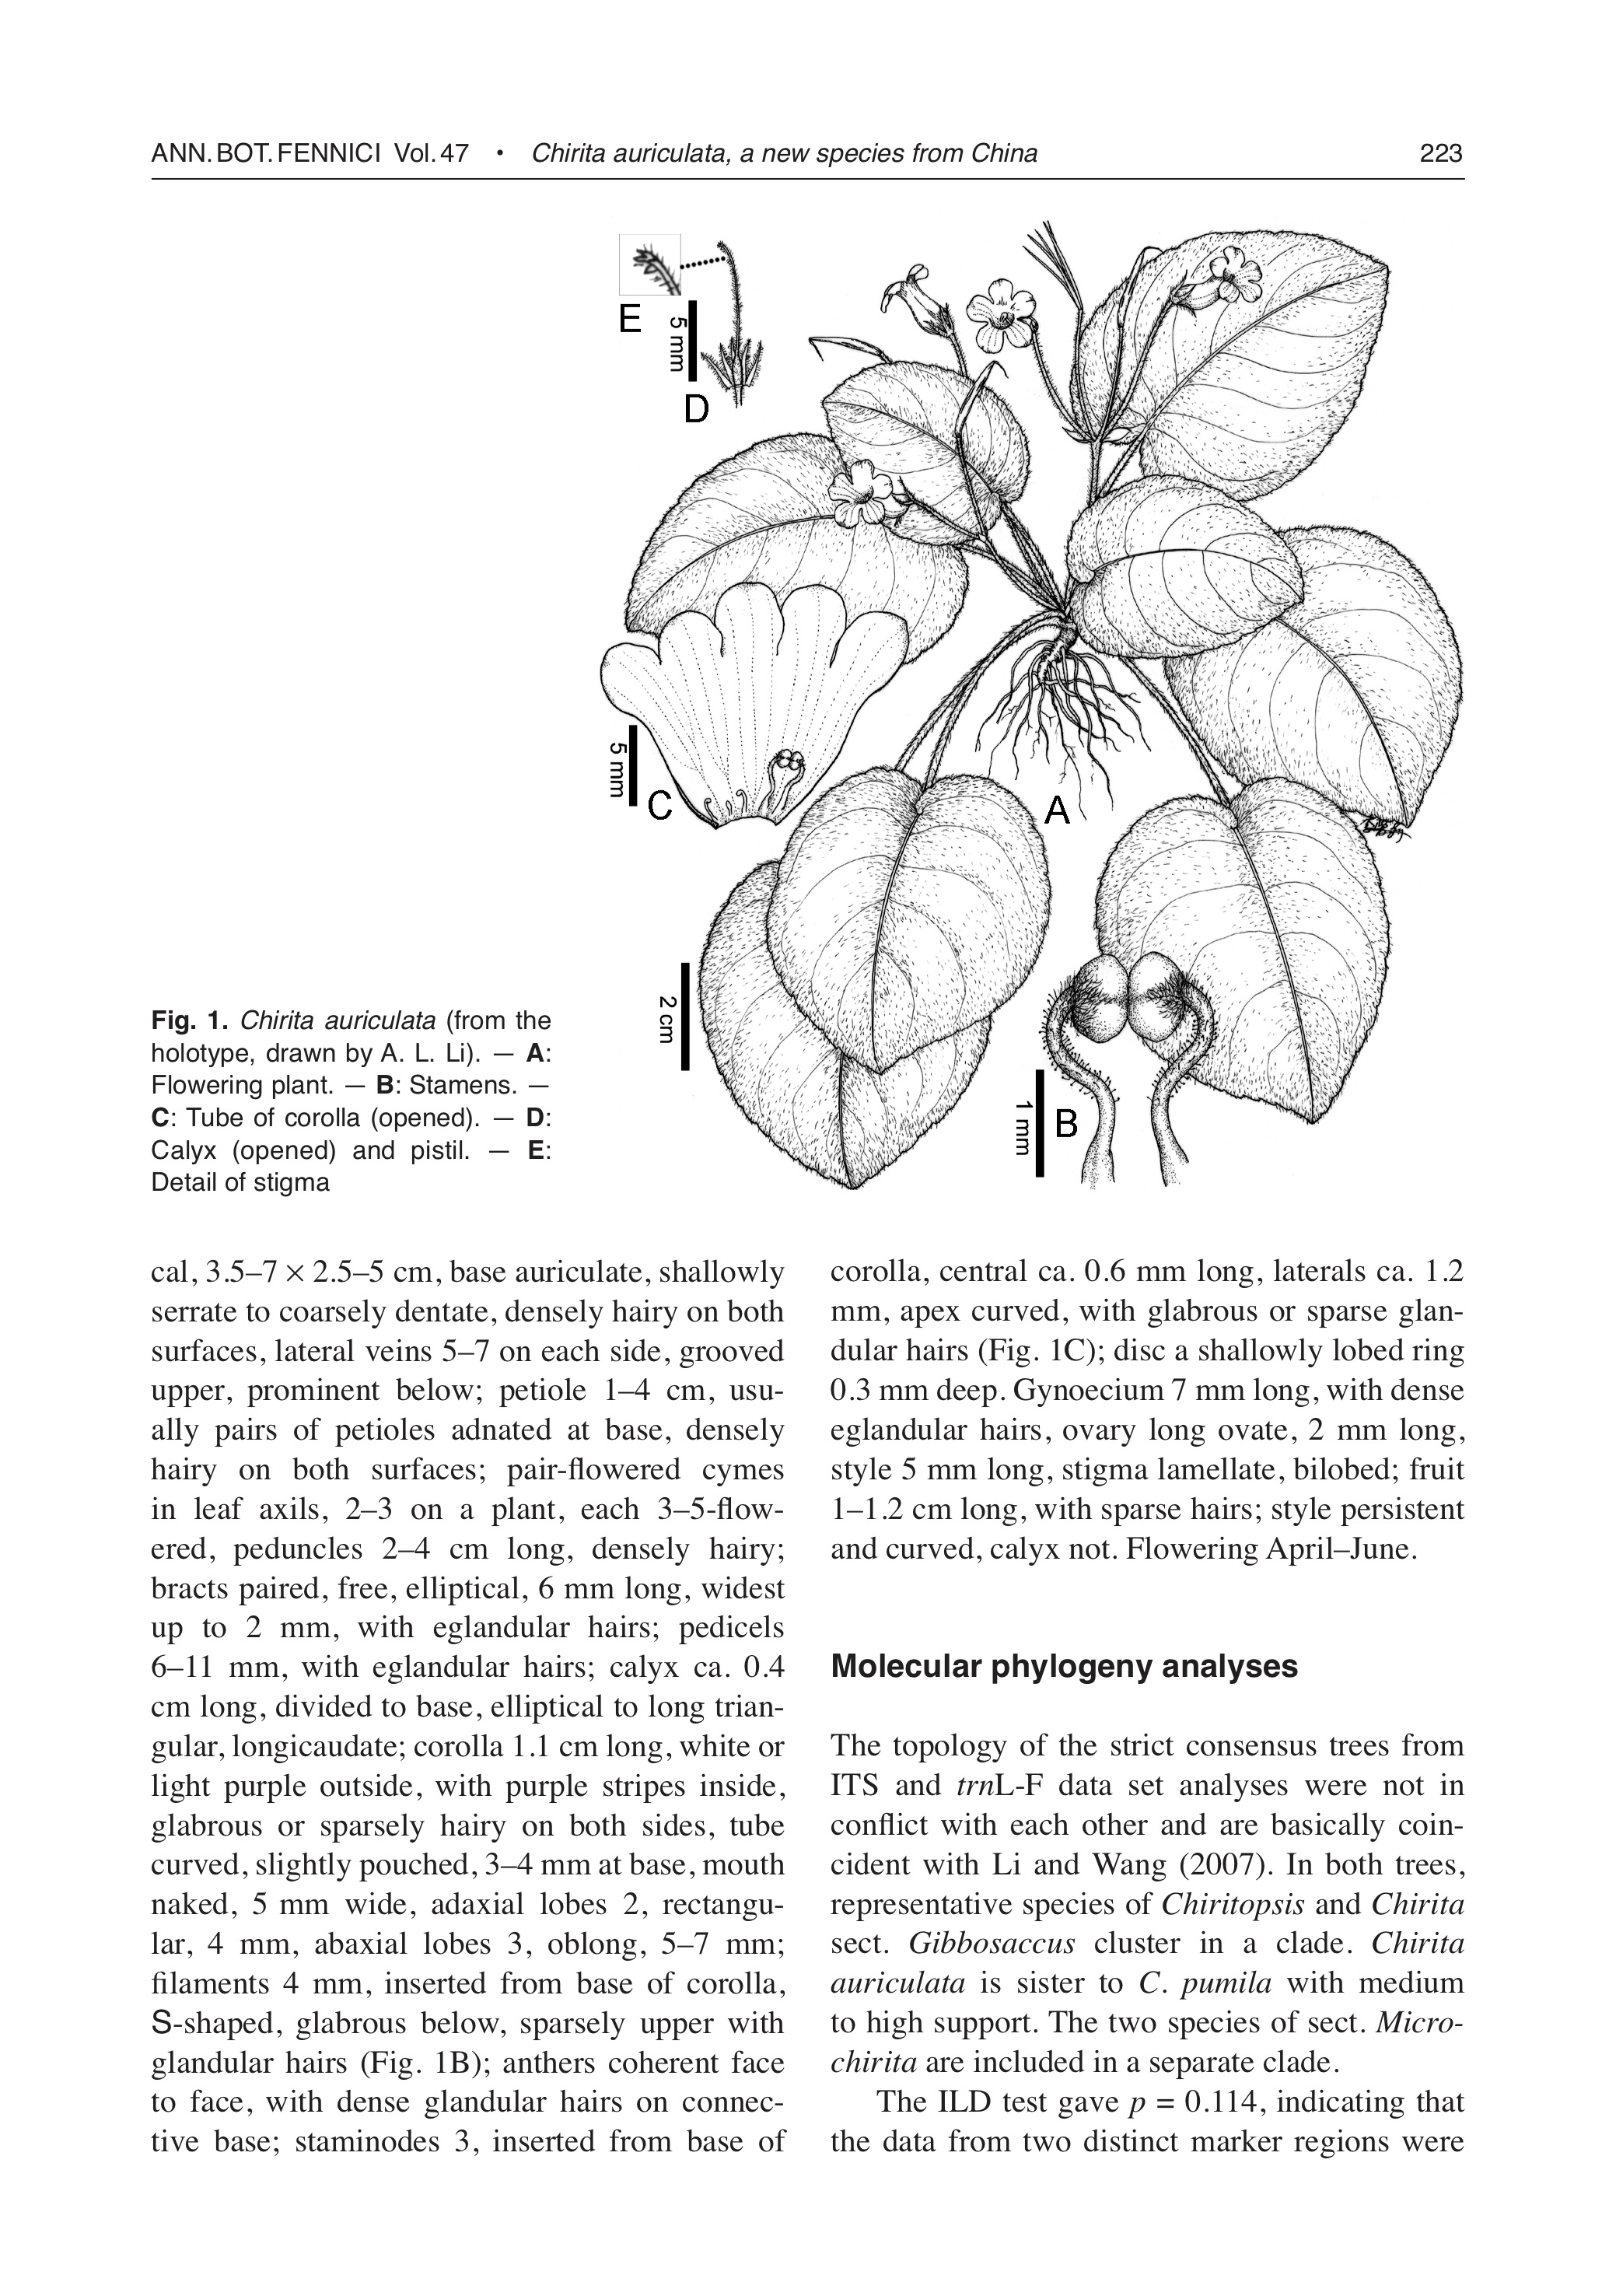 ANN. BOT. FENNICI Vol. 47 • Chirita auriculata, a new species from China 223
E
5 mm
D
5 mm
C
A
2 cm
1 mm
B
Fig. 1. Chirita auriculata (from the
holotype, drawn by A. L. Li). — A:
Flowering plant. — B: Stamens. —
C: Tube of corolla (opened). — D:
Calyx (opened) and pistil. — E:
Detail of stigma
cal, 3.5–7 × 2.5–5 cm, base auriculate, shallowly
serrate to coarsely dentate, densely hairy on both
surfaces, lateral veins 5–7 on each side, grooved
upper, prominent below; petiole 1–4 cm, usu-
ally pairs of petioles adnated at base, densely
hairy on both surfaces; pair-flowered cymes
in leaf axils, 2–3 on a plant, each 3–5-flow-
ered, peduncles 2–4 cm long, densely hairy;
bracts paired, free, elliptical, 6 mm long, widest
up to 2 mm, with eglandular hairs; pedicels
6–11 mm, with eglandular hairs; calyx ca. 0.4
cm long, divided to base, elliptical to long trian-
gular, longicaudate; corolla 1.1 cm long, white or
light purple outside, with purple stripes inside,
glabrous or sparsely hairy on both sides, tube
curved, slightly pouched, 3–4 mm at base, mouth
naked, 5 mm wide, adaxial lobes 2, rectangu-
lar, 4 mm, abaxial lobes 3, oblong, 5–7 mm;
filaments 4 mm, inserted from base of corolla,
S-shaped, glabrous below, sparsely upper with
glandular hairs (Fig. 1B); anthers coherent face
to face, with dense glandular hairs on connec-
tive base; staminodes 3, inserted from base of
corolla, central ca. 0.6 mm long, laterals ca. 1.2
mm, apex curved, with glabrous or sparse glan-
dular hairs (Fig. 1C); disc a shallowly lobed ring
0.3 mm deep. Gynoecium 7 mm long, with dense
eglandular hairs, ovary long ovate, 2 mm long,
style 5 mm long, stigma lamellate, bilobed; fruit
1–1.2 cm long, with sparse hairs; style persistent
and curved, calyx not. Flowering April–June.
Molecular phylogeny analyses
The topology of the strict consensus trees from
ITS and trnL-F data set analyses were not in
conflict with each other and are basically coin-
cident with Li and Wang (2007). In both trees,
representative species of Chiritopsis and Chirita
sect. Gibbosaccus cluster in a clade. Chirita
auriculata is sister to C. pumila with medium
to high support. The two species of sect. Micro-
chirita are included in a separate clade.
The ILD test gave p = 0.114, indicating that
the data from two distinct marker regions were